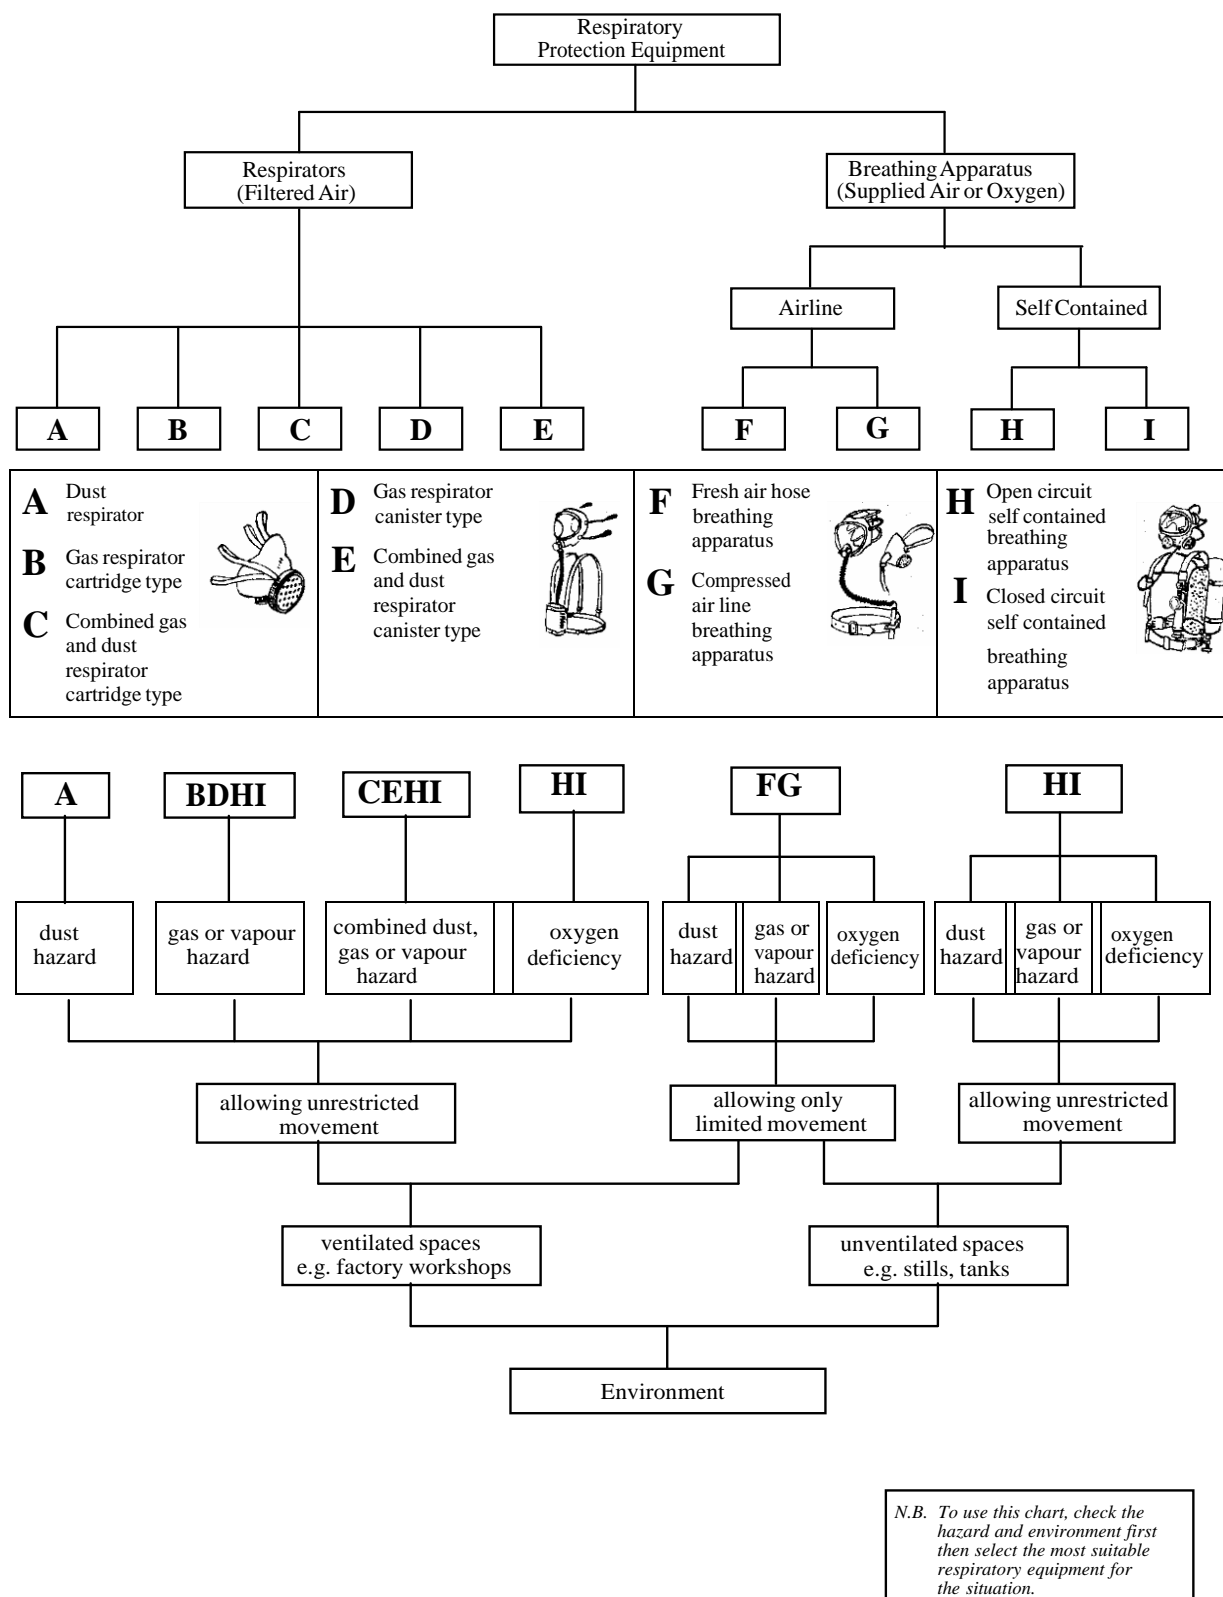 Respiratory
Protection Equipment
Respirators
(Filtered Air)
Breathing Apparatus
(Supplied Air or Oxygen)
Airline
Self Contained
A
B
C
D
E
F
G
H
I
A Dust
respirator
B Gas respirator
cartridge type
C Combined gas
and dust
respirator
cartridge type
D Gas respirator
canister type
E Combined gas
and dust
respirator
canister type
F Fresh air hose
breathing
apparatus
G Compressed
air line
breathing
apparatus
H Open circuit
self contained
breathing
apparatus
I Closed circuit
self contained
breathing
apparatus
A
BDHI
CEHI
HI
FG
HI
dust
hazard
gas or vapour
hazard
combined dust,
gas or vapour
hazard
oxygen
deficiency
dust
hazard
gas or
vapour
hazard
oxygen
deficiency
dust
hazard
gas or
vapour
hazard
oxygen
deficiency
allowing unrestricted
movement
allowing only
limited movement
allowing unrestricted
movement
ventilated spaces
e.g. factory workshops
unventilated spaces
e.g. stills, tanks
Environment
N.B. To use this chart, check the
hazard and environment first
then select the most suitable
respiratory equipment for
the situation.